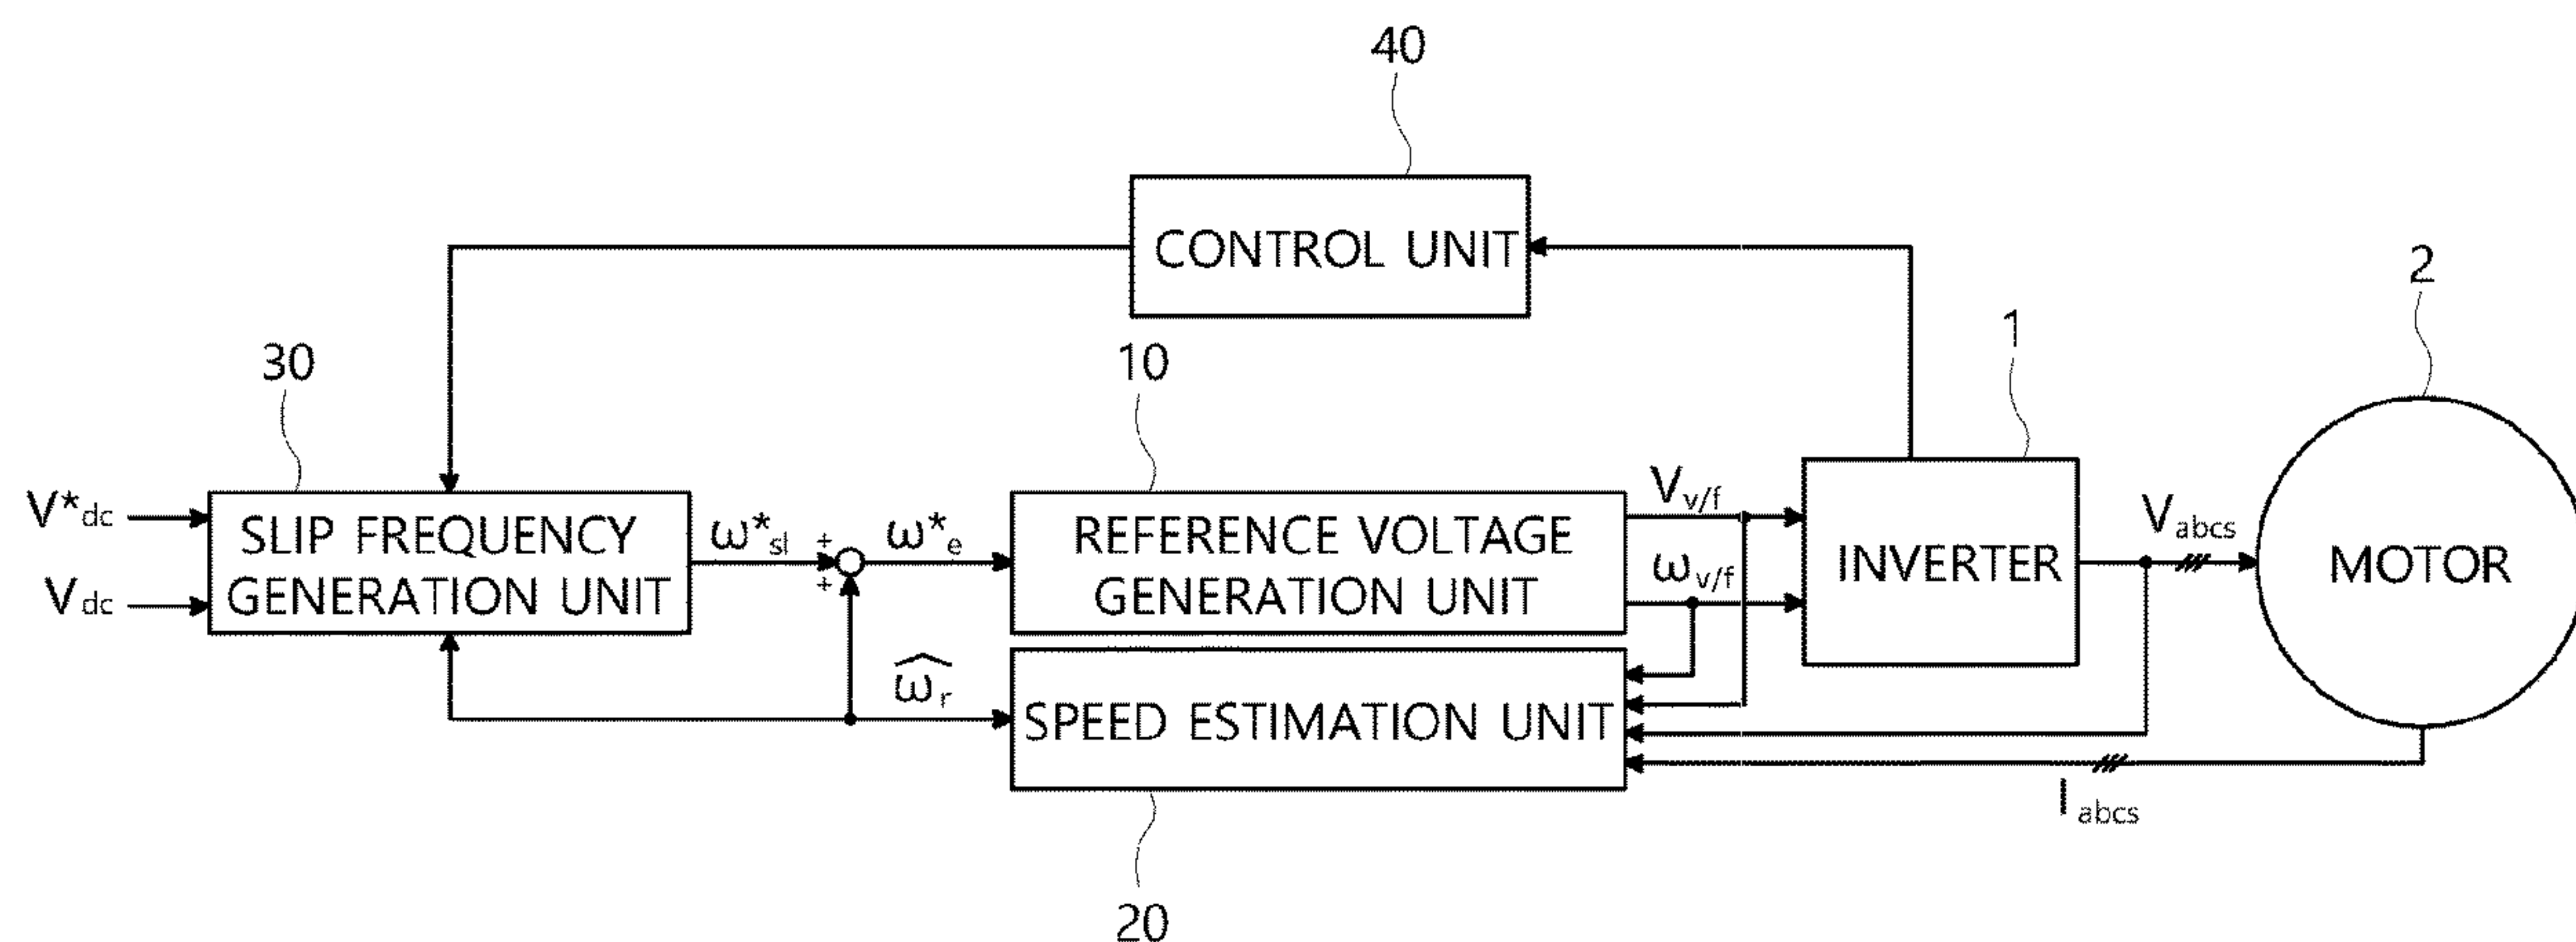 40
CONTROL UNIT
2
1
30
10
V*dc
Vdc
SLIP FREQUENCY
GENERATION UNIT
ω*sl
+
+
ω*e
REFERENCE VOLTAGE
GENERATION UNIT
Vv/f
ωv/f
INVERTER
Vabcs
MOTOR
ω̂r
SPEED ESTIMATION UNIT
Iabcs
20